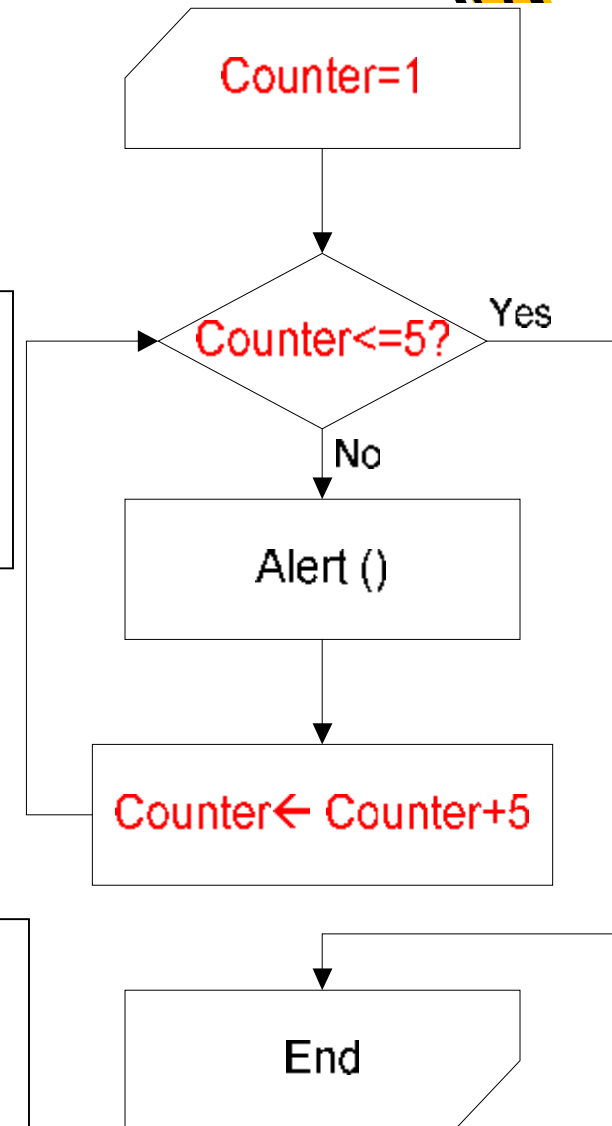 Counter=1
Counter<=5?
Yes
No
Alert ()
Counter← Counter+5
End